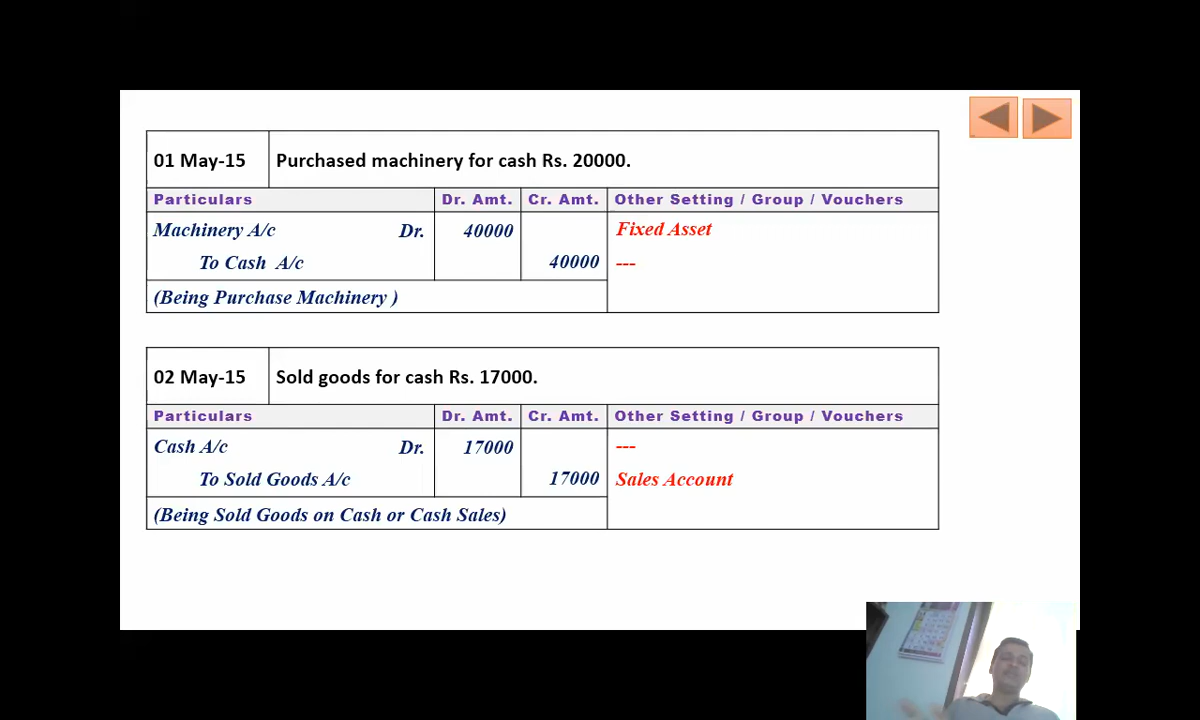 01 May-15 Purchased machinery for cash Rs. 20000.
Particulars Dr. Amt. Cr. Amt. Other Setting / Group / Vouchers
Machinery A/c Dr. 40000 Fixed Asset
To Cash A/c 40000 ---
(Being Purchase Machinery )
02 May-15 Sold goods for cash Rs. 17000.
Particulars Dr. Amt. Cr. Amt. Other Setting / Group / Vouchers
Cash A/c Dr. 17000 ---
To Sold Goods A/c 17000 Sales Account
(Being Sold Goods on Cash or Cash Sales)